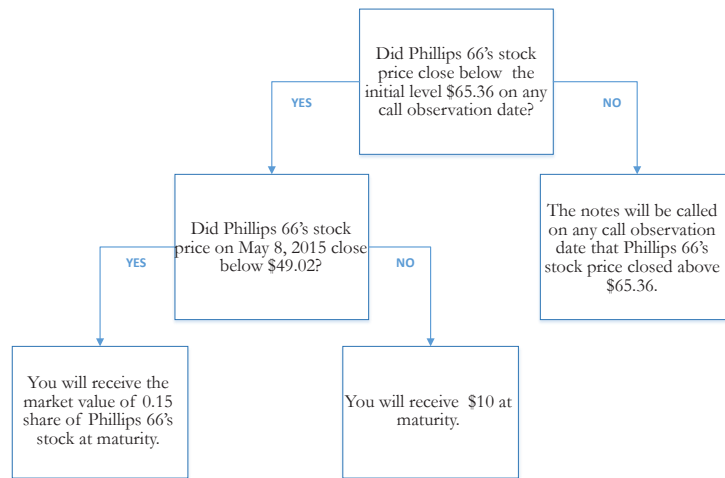 Did Phillips 66's stock
price close below the
initial level $65.36 on any
call observation date?
YES
NO
Did Phillips 66's stock
price on May 8, 2015 close
below $49.02?
The notes will be called
on any call observation
date that Phillips 66's
stock price closed above
$65.36.
YES
NO
You will receive the
market value of 0.15
share of Phillips 66's
stock at maturity.
You will receive $10 at
maturity.